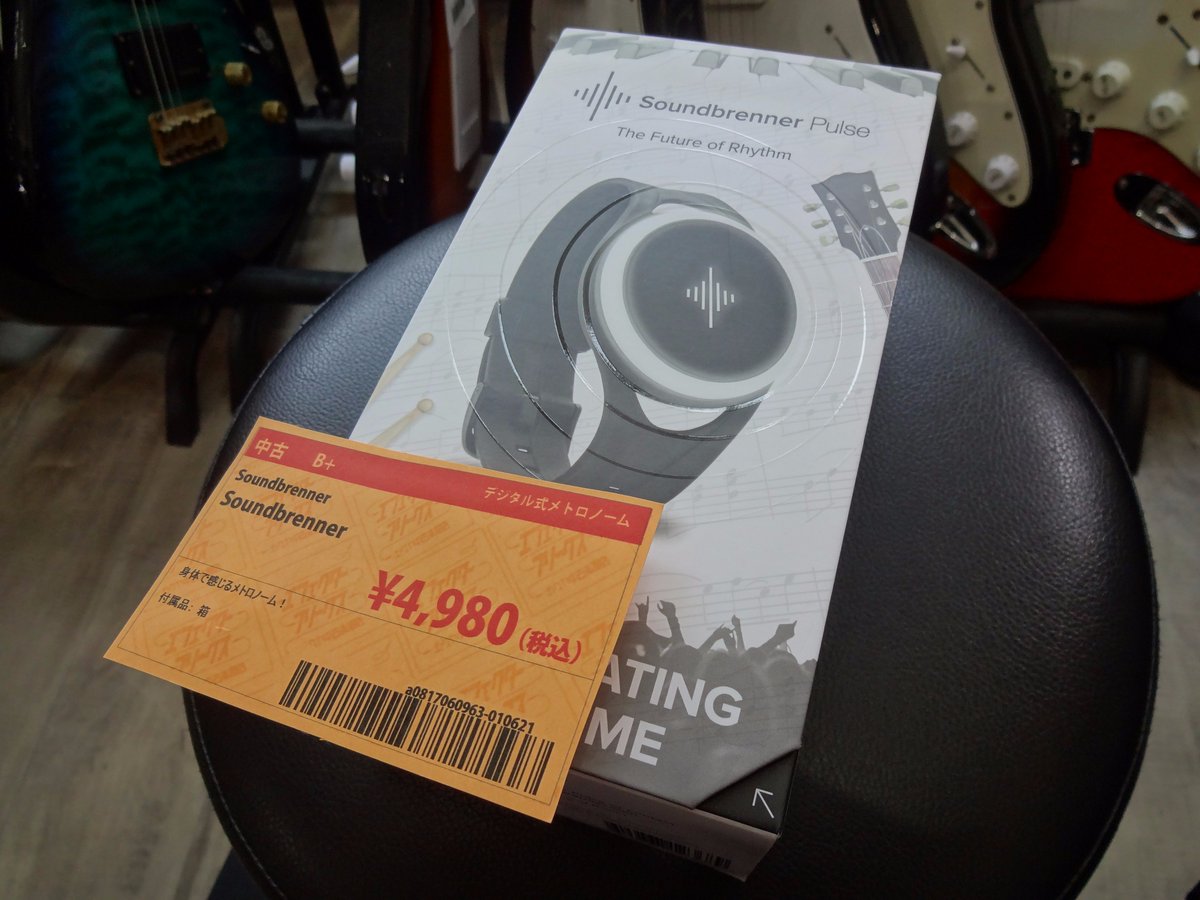 Soundbrenner Pulse
The Future of Rhythm
中古 B+
デジタル式メトロノーム
Soundbrenner
Soundbrenner
身体で感じるメトロノーム！
¥4,980(税込)
付属品: 箱
a0817060963-010621
ATING
ME